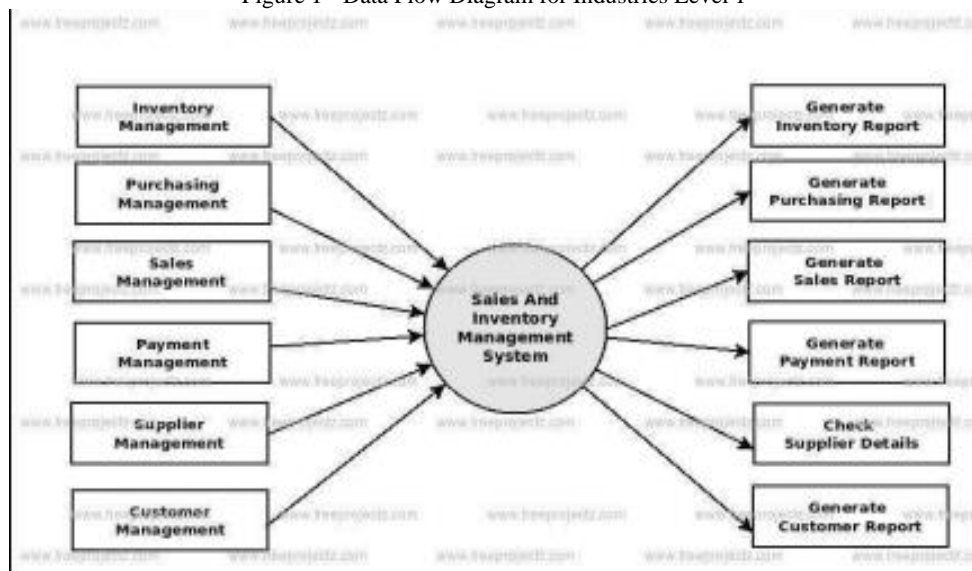 Figure 1 - Data Flow Diagram for Industries Level 1
Inventory
Management
Purchasing
Management
Sales
Management
Payment
Management
Supplier
Management
Customer
Management
Sales And
Inventory
Management
System
Generate
Inventory Report
Generate
Purchasing Report
Generate
Sales Report
Generate
Payment Report
Check
Supplier Details
Generate
Customer Report